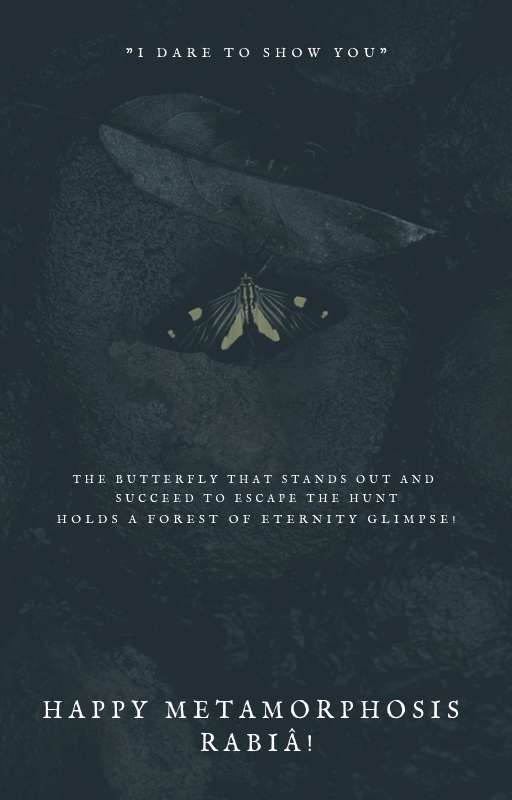 "I DARE TO SHOW YOU"
THE BUTTERFLY THAT STANDS OUT AND
SUCCEED TO ESCAPE THE HUNT
HOLDS A FOREST OF ETERNITY GLIMPSE!
HAPPY METAMORPHOSIS
RABIÂ!